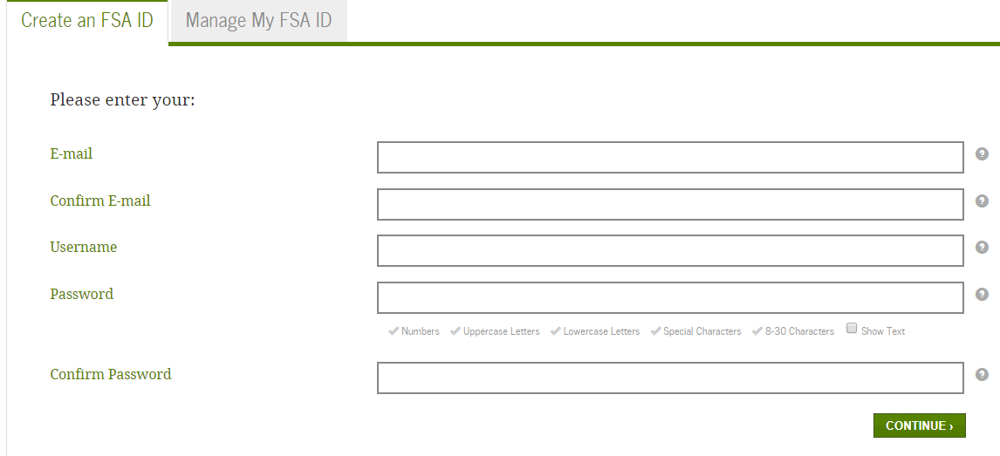 Create an FSA ID Manage My FSA ID
Please enter your:
E-mail ?
Confirm E-mail ?
Username ?
Password ?
Numbers Uppercase Letters Lowercase Letters Special Characters 8-30 Characters Show Text
Confirm Password ?
CONTINUE ›